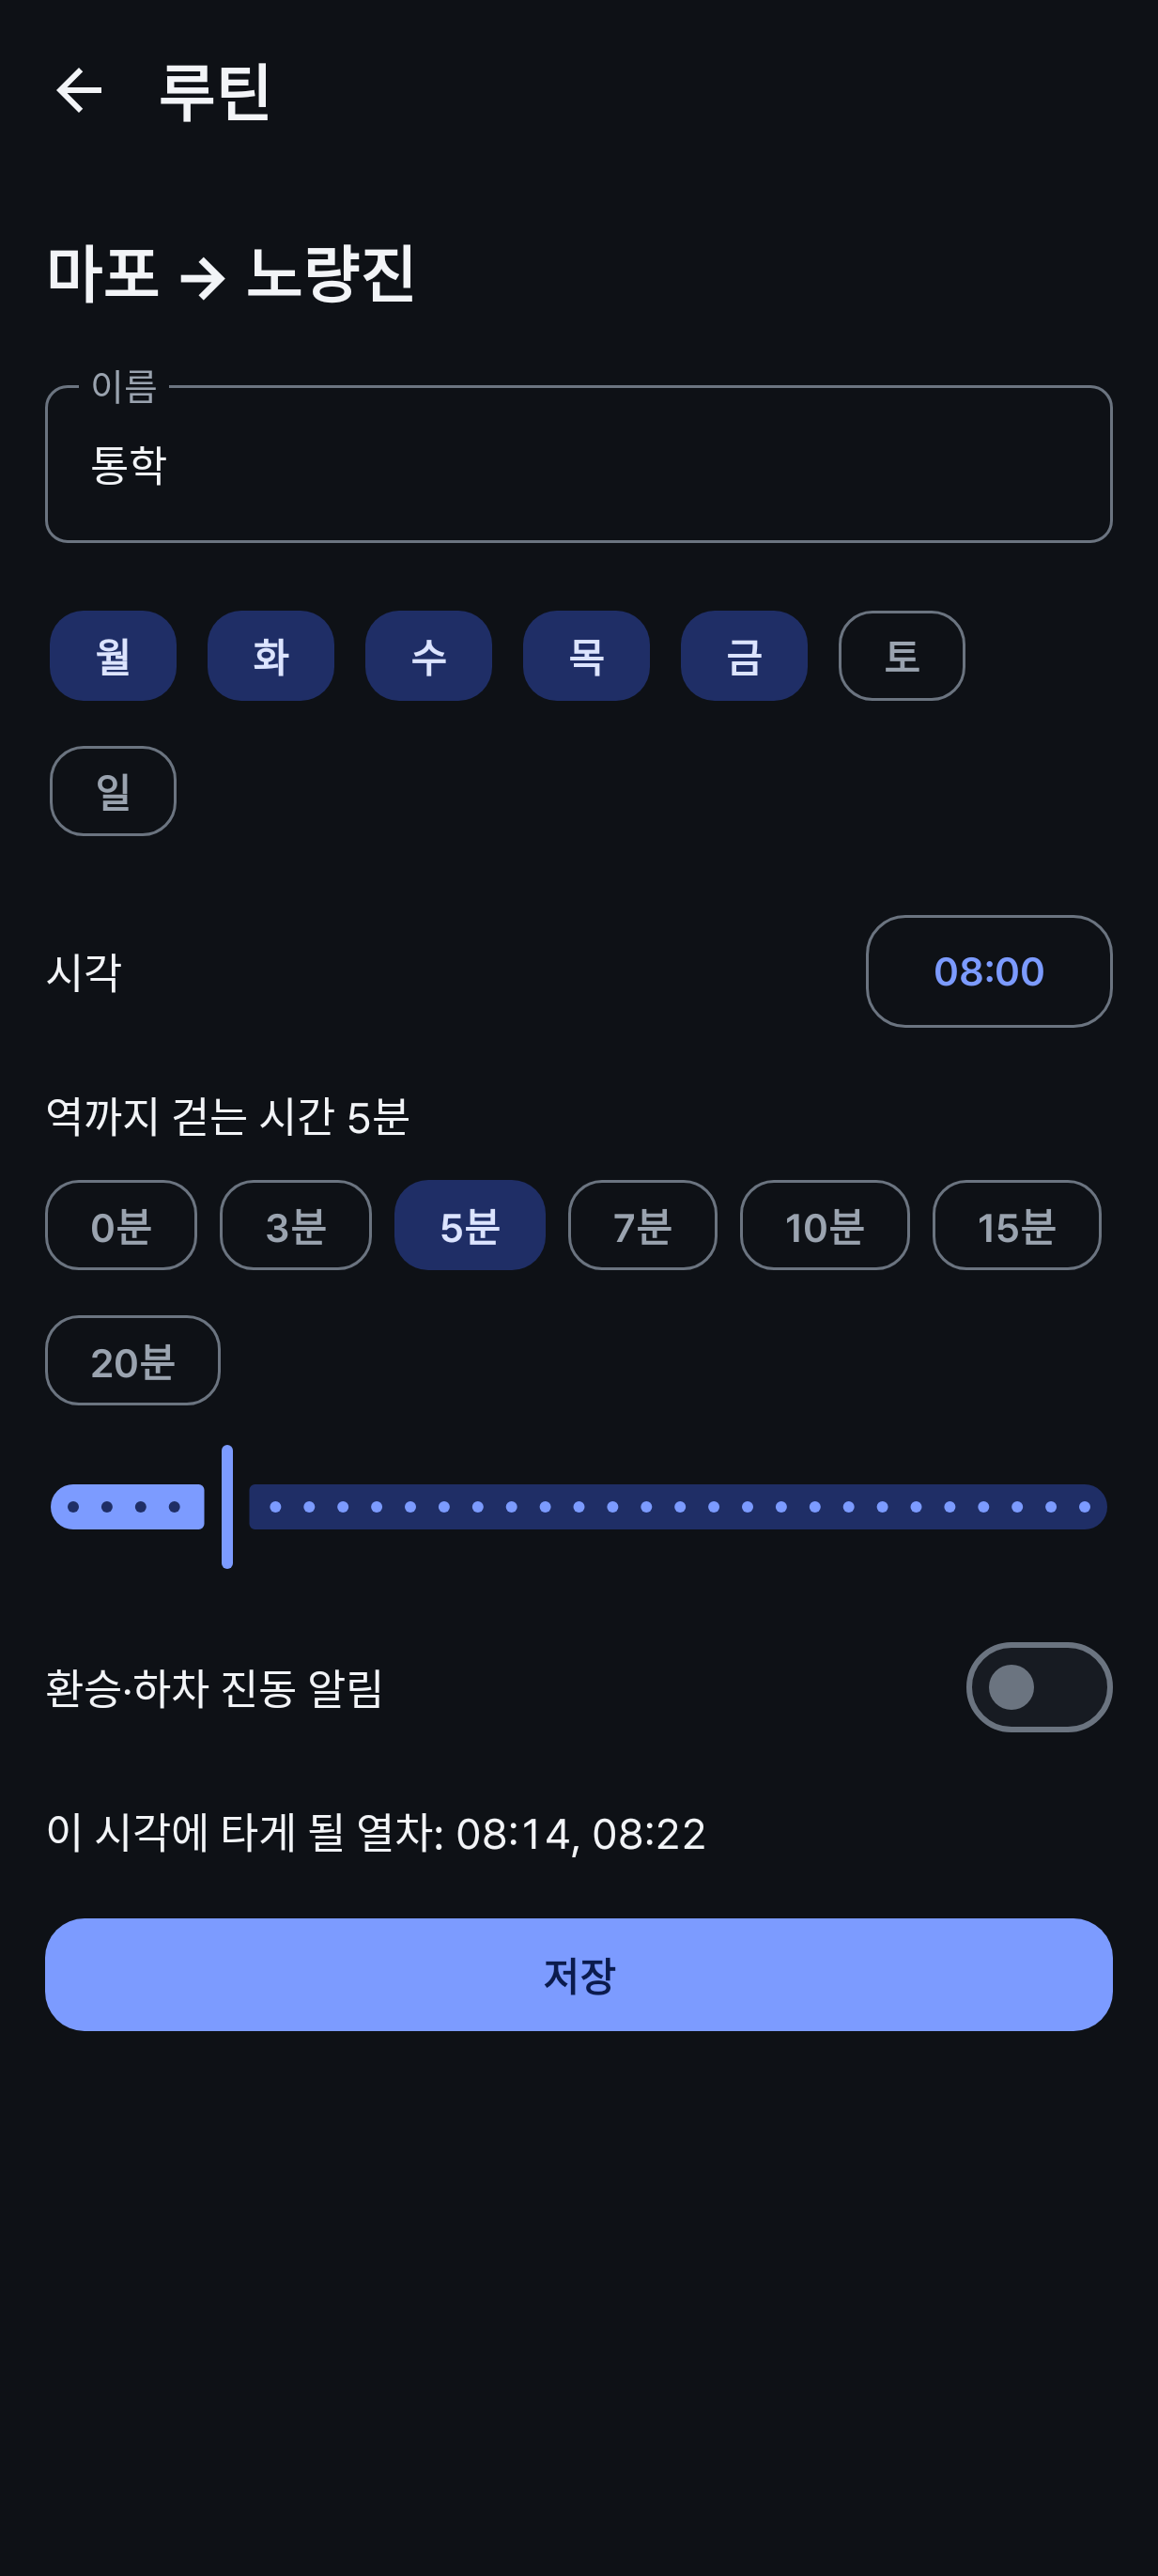 루틴
마포 → 노량진
이름
통학
월 화 수 목 금 토
일
시각 08:00
역까지 걷는 시간 5분
0분 3분 5분 7분 10분 15분
20분
환승·하차 진동 알림
이 시각에 타게 될 열차: 08:14, 08:22
저장